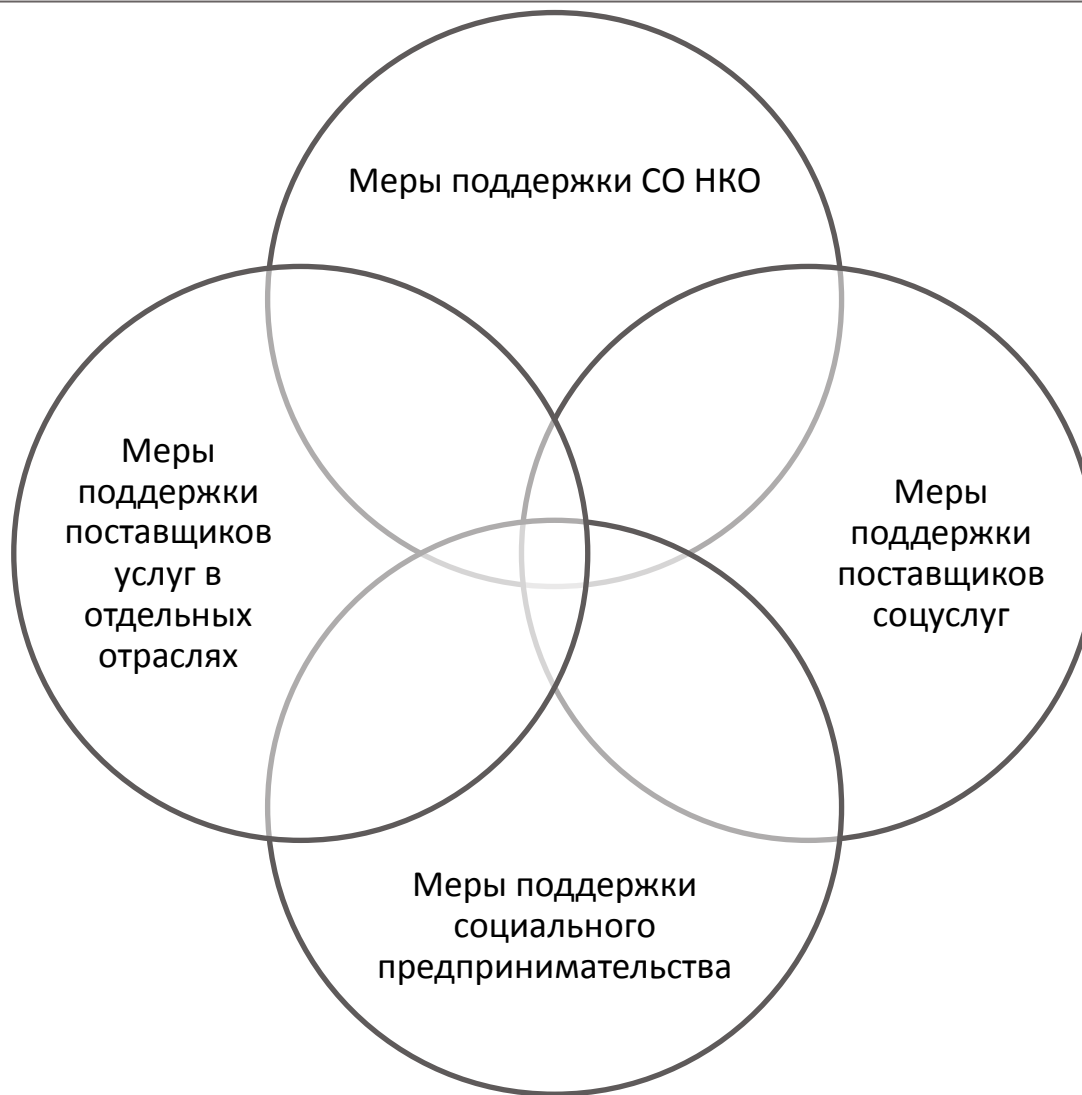 Меры поддержки СО НКО
Меры
поддержки
поставщиков
услуг в
отдельных
отраслях
Меры
поддержки
поставщиков
соцуслуг
Меры поддержки
социального
предпринимательства